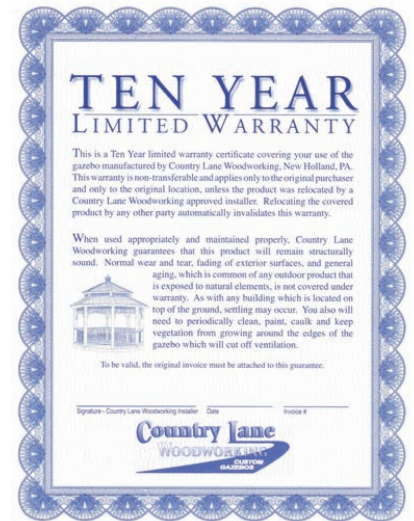 TEN YEAR
LIMITED WARRANTY
This is a Ten Year limited warranty certificate covering your use of the
gazebo manufactured by Country Lane Woodworking, New Holland, PA.
This warranty is non-transferable and applies only to the original purchaser
and only to the original location, unless the product was relocated by a
Country Lane Woodworking approved installer. Relocating the covered
product by any other party automatically invalidates this warranty.
When used appropriately and maintained properly, Country Lane
Woodworking guarantees that this product will remain structurally
sound. Normal wear and tear, fading of exterior surfaces, and general
aging, which is common of any outdoor product that
is exposed to natural elements, is not covered under
warranty. As with any building which is located on
top of the ground, settling may occur. You also will
need to periodically clean, paint, caulk and keep
vegetation from growing around the edges of the
gazebo which will cut off ventilation.
To be valid, the original invoice must be attached to this guarantee.
Signature - Country Lane Woodworking Installer Date Invoice #
Country Lane
WOODWORKING
CUSTOM
GAZEBOS